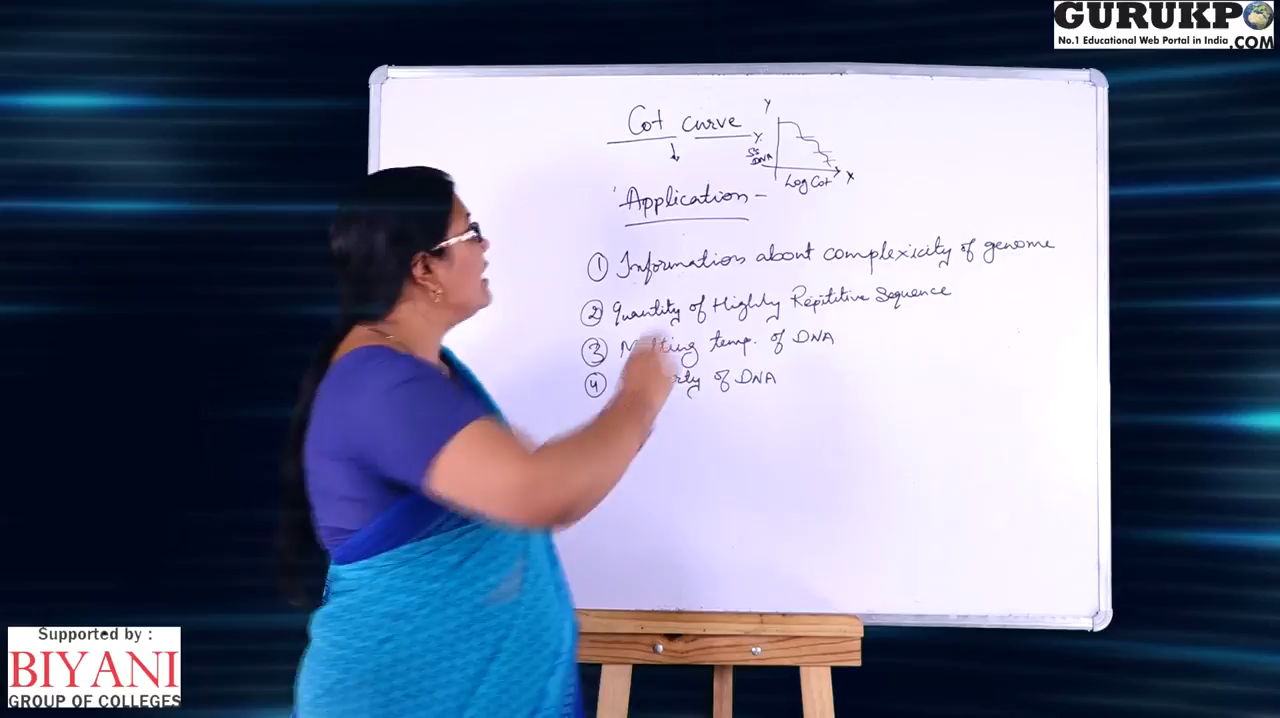 GURUKPO
No.1 Educational Web Portal in India
.COM
Cot curve
Y
%
SS
DNA
Log Cot
X
Application -
① Information about complexicity of genome
② Quantity of Highly Repititive Sequence
③ Melting temp. of DNA
④ of DNA
Supported by :
BIYANI
GROUP OF COLLEGES